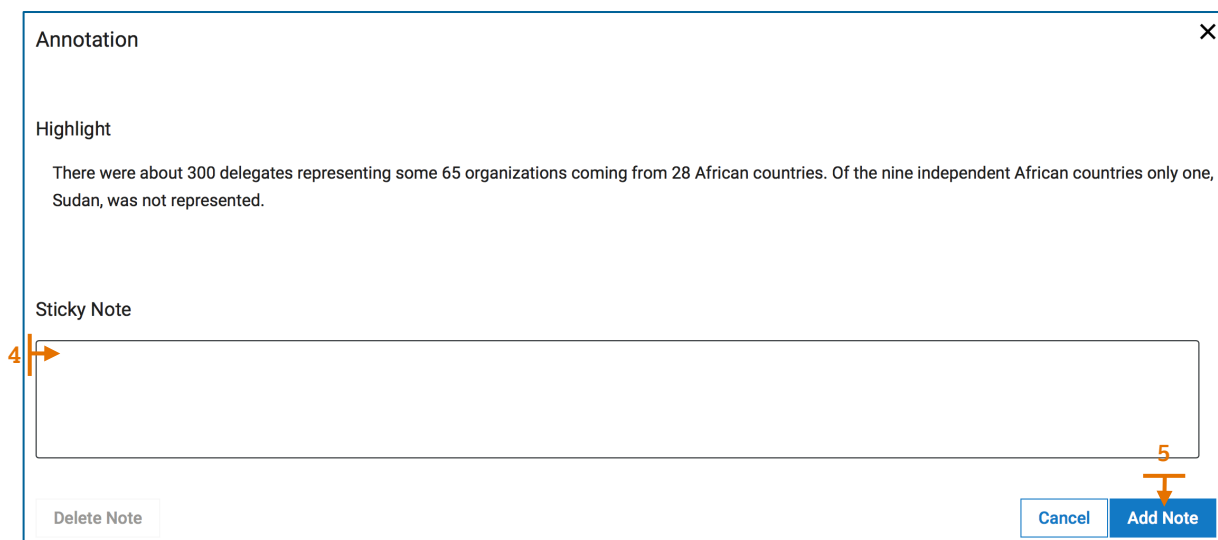 Annotation
Highlight
There were about 300 delegates representing some 65 organizations coming from 28 African countries. Of the nine independent African countries only one,
Sudan, was not represented.
Sticky Note
4
5
Delete Note
Cancel
Add Note